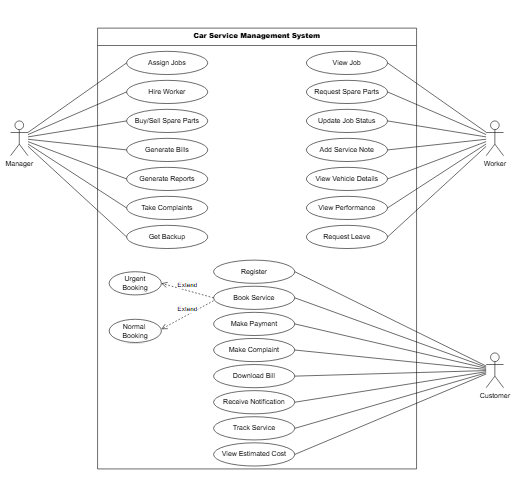 Car Service Management System
Assign Jobs
Hire Worker
Buy/Sell Spare Parts
Generate Bills
Generate Reports
Take Complaints
Get Backup
Manager
View Job
Request Spare Parts
Update Job Status
Add Service Note
View Vehicle Details
View Performance
Request Leave
Worker
Urgent
Booking
Extend
Normal
Booking
Extend
Register
Book Service
Make Payment
Make Complaint
Download Bill
Receive Notification
Track Service
View Estimated Cost
Customer